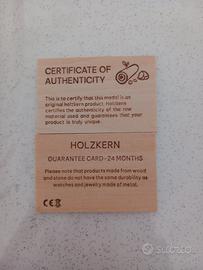 CERTIFICATE OF
AUTHENTICITY
This is to certify that this medal is an
original holzkern product. Holzkern
certifies the authenticity of the raw
material used and guarantees that your
product is truly unique.
HOLZKERN
GUARANTEE CARD-24 MONTHS
Please note that products made from wood
and stone do not have the same durability as
watches and jewelry made of metal.
CE
SUBITO